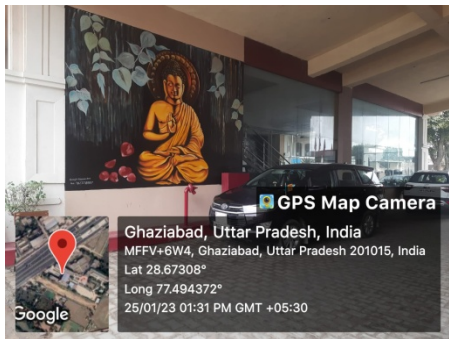 GPS Map Camera
Ghaziabad, Uttar Pradesh, India
MFFV+6W4, Ghaziabad, Uttar Pradesh 201015, India
Lat 28.67308°
Long 77.494372°
25/01/23 01:31 PM GMT +05:30
Google